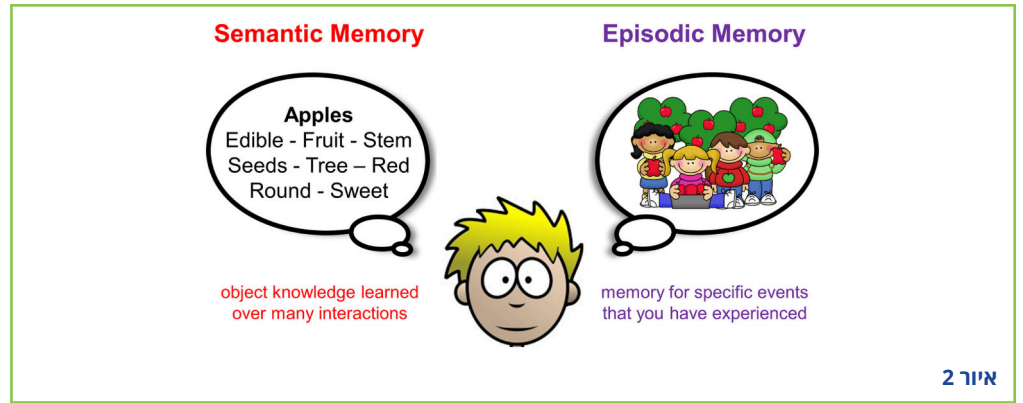 Semantic Memory
Episodic Memory
Apples
Edible - Fruit - Stem
Seeds - Tree – Red
Round - Sweet
object knowledge learned
over many interactions
memory for specific events
that you have experienced
איור 2